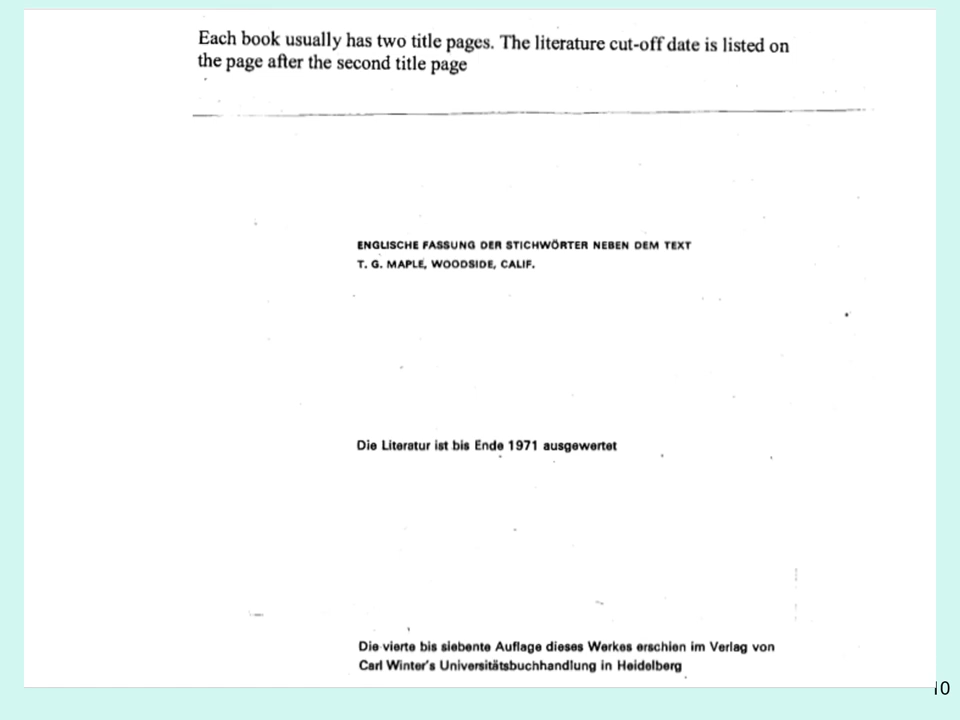 Each book usually has two title pages. The literature cut-off date is listed on
the page after the second title page
ENGLISCHE FASSUNG DER STICHWÖRTER NEBEN DEM TEXT
T. G. MAPLE, WOODSIDE, CALIF.
Die Literatur ist bis Ende 1971 ausgewertet
Die vierte bis siebente Auflage dieses Werkes erschien im Verlag von
Carl Winter's Universitätsbuchhandlung in Heidelberg
10